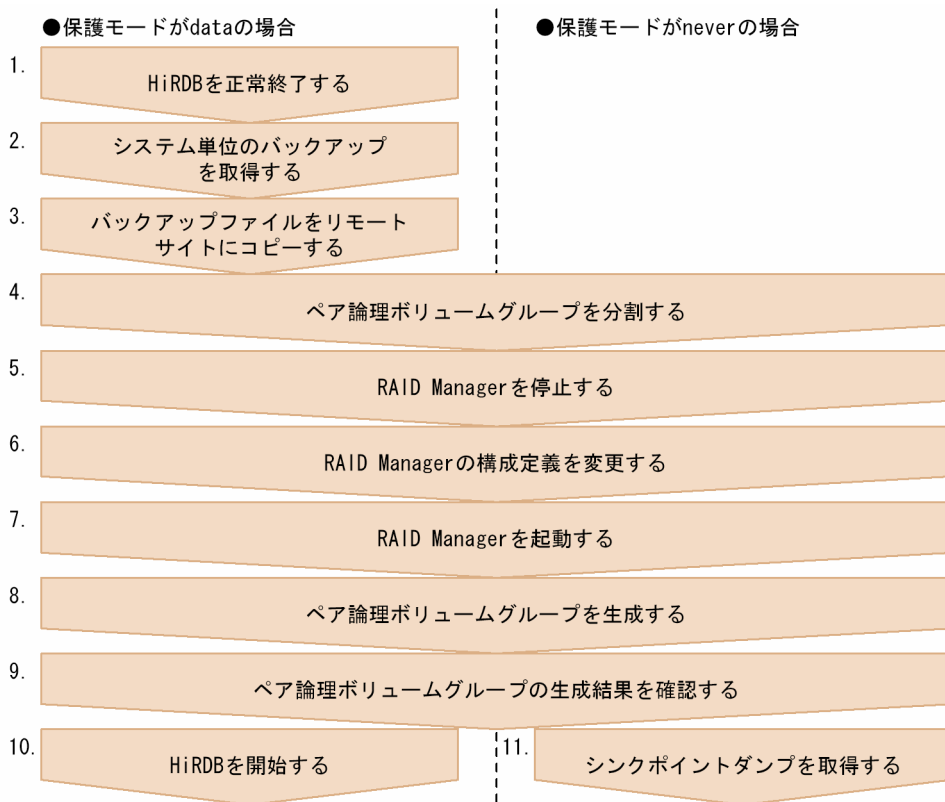 ●保護モードがdataの場合
●保護モードがneverの場合
1.
HiRDBを正常終了する
2.
システム単位のバックアップ
を取得する
3.
バックアップファイルをリモート
サイトにコピーする
4.
ペア論理ボリュームグループを分割する
5.
RAID Managerを停止する
6.
RAID Managerの構成定義を変更する
7.
RAID Managerを起動する
8.
ペア論理ボリュームグループを生成する
9.
ペア論理ボリュームグループの生成結果を確認する
10.
HiRDBを開始する
11.
シンクポイントダンプを取得する